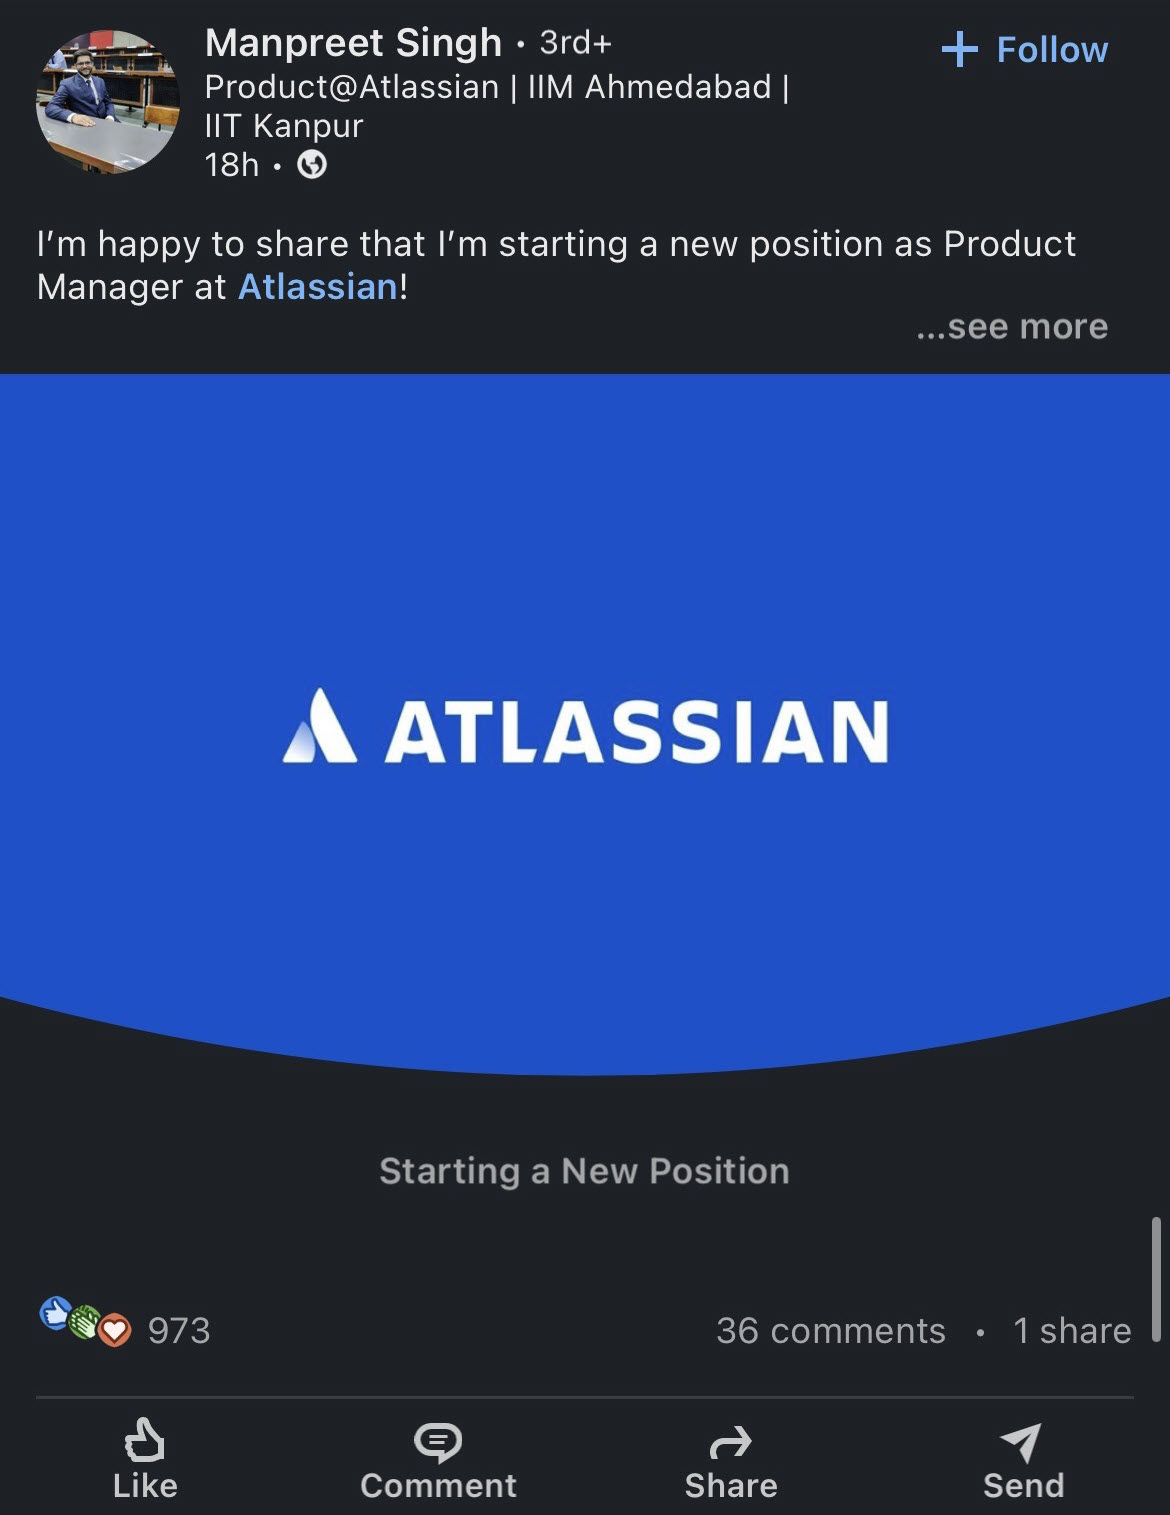 Manpreet Singh • 3rd+
+ Follow
Product@Atlassian | IIM Ahmedabad |
IIT Kanpur
18h •
I’m happy to share that I’m starting a new position as Product
Manager at Atlassian!
...see more
ATLASSIAN
Starting a New Position
973
36 comments • 1 share
Like
Comment
Share
Send